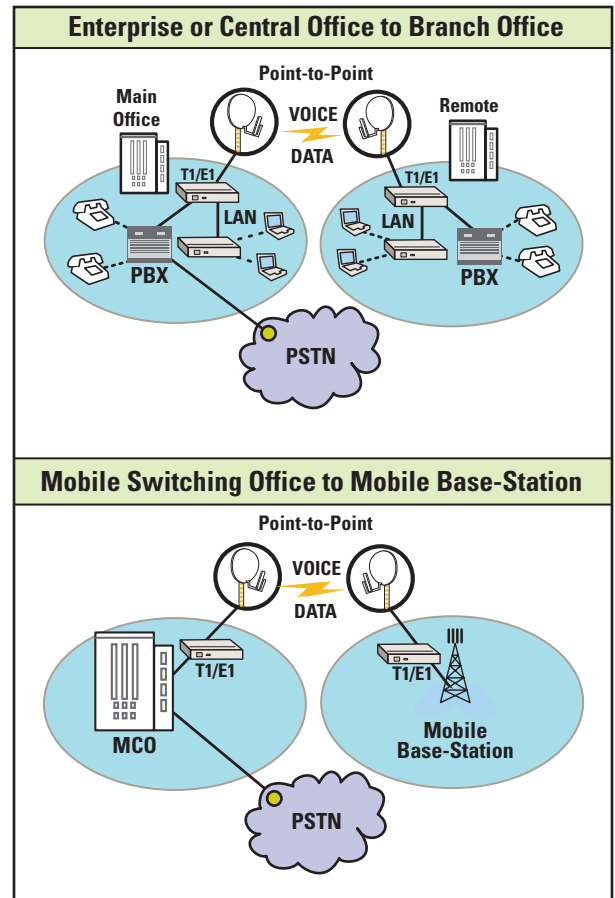 Enterprise or Central Office to Branch Office
Point-to-Point
Main
Office
VOICE
DATA
Remote
T1/E1
T1/E1
LAN
LAN
PBX
PBX
PSTN
Mobile Switching Office to Mobile Base-Station
Point-to-Point
VOICE
DATA
T1/E1
T1/E1
MCO
Mobile
Base-Station
PSTN